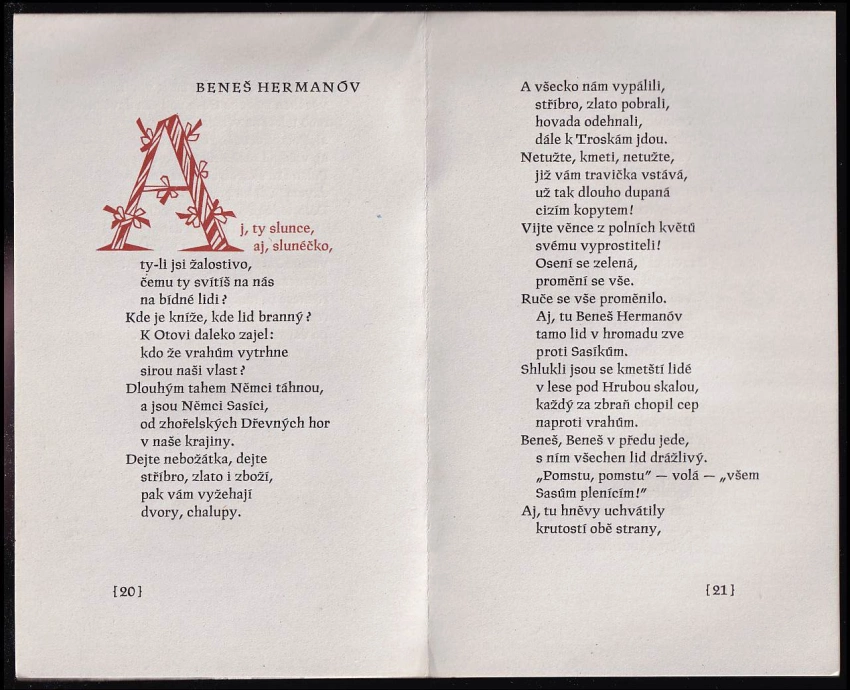 BENEŠ HERMANÓV
Aj, ty slunce,
aj, slunéčko,
ty-li jsi žalostivo,
čemu ty svítíš na nás
na bídné lidi?
Kde je kníže, kde lid branný?
K Otovi daleko zajel:
kdo že vrahům vytrhne
sirou naši vlast?
Dlouhým tahem Němci táhnou,
a jsou Němci Sasíci,
od zhořelských Dřevných hor
v naše krajiny.
Dejte nebožátka, dejte
stříbro, zlato i zboží,
pak vám vyžehají
dvory, chalupy.
{20}
A všecko nám vypálili,
stříbro, zlato pobrali,
hovada odehnali,
dále k Troskám jdou.
Netužte, kmeti, netužte,
již vám travička vstává,
už tak dlouho dupaná
cizím kopytem!
Vijte věnce z polních květů
svému vyprostiteli!
Osení se zelená,
promění se vše.
Ruče se vše proměnilo.
Aj, tu Beneš Hermanóv
tamo lid v hromadu zve
proti Sasíkům.
Shlukli jsou se kmetští lidé
v lese pod Hrubou skalou,
každý za zbraň chopil cep
naproti vrahům.
Beneš, Beneš v předu jede,
s ním všechen lid drážlivý.
„Pomstu, pomstu" — volá — „všem
Sasům plenícím!"
Aj, tu hněvy uchvátily
krutostí obě strany,
{21}